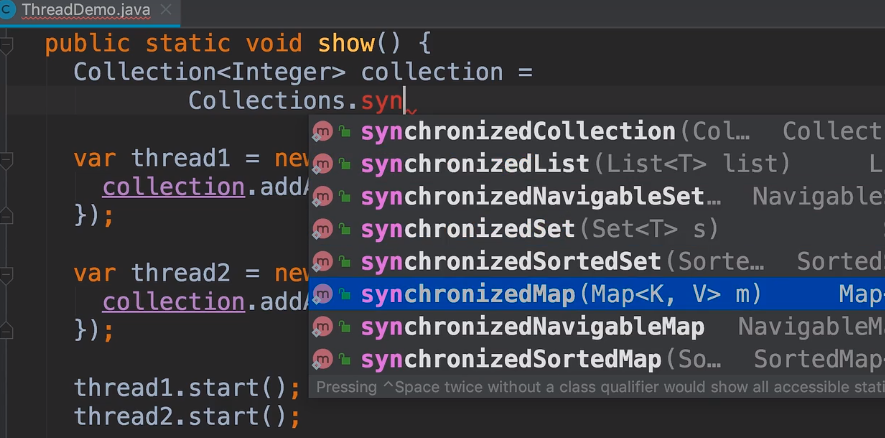 C ThreadDemo.java ×
public static void show() {
Collection<Integer> collection =
Collections.syn
m synchronizedCollection(Col… Collect
var thread1 = new m synchronizedList(List<T> list) L
collection.addA m synchronizedNavigableSet… NavigableS
}); m synchronizedSet(Set<T> s)
m synchronizedSortedSet(Sorte… Sorted
var thread2 = new m synchronizedMap(Map<K, V> m) Map
collection.addA m synchronizedNavigableMap NavigableM
}); m synchronizedSortedMap(So… SortedMap<
thread1.start(); Pressing ^Space twice without a class qualifier would show all accessible stati
thread2.start();